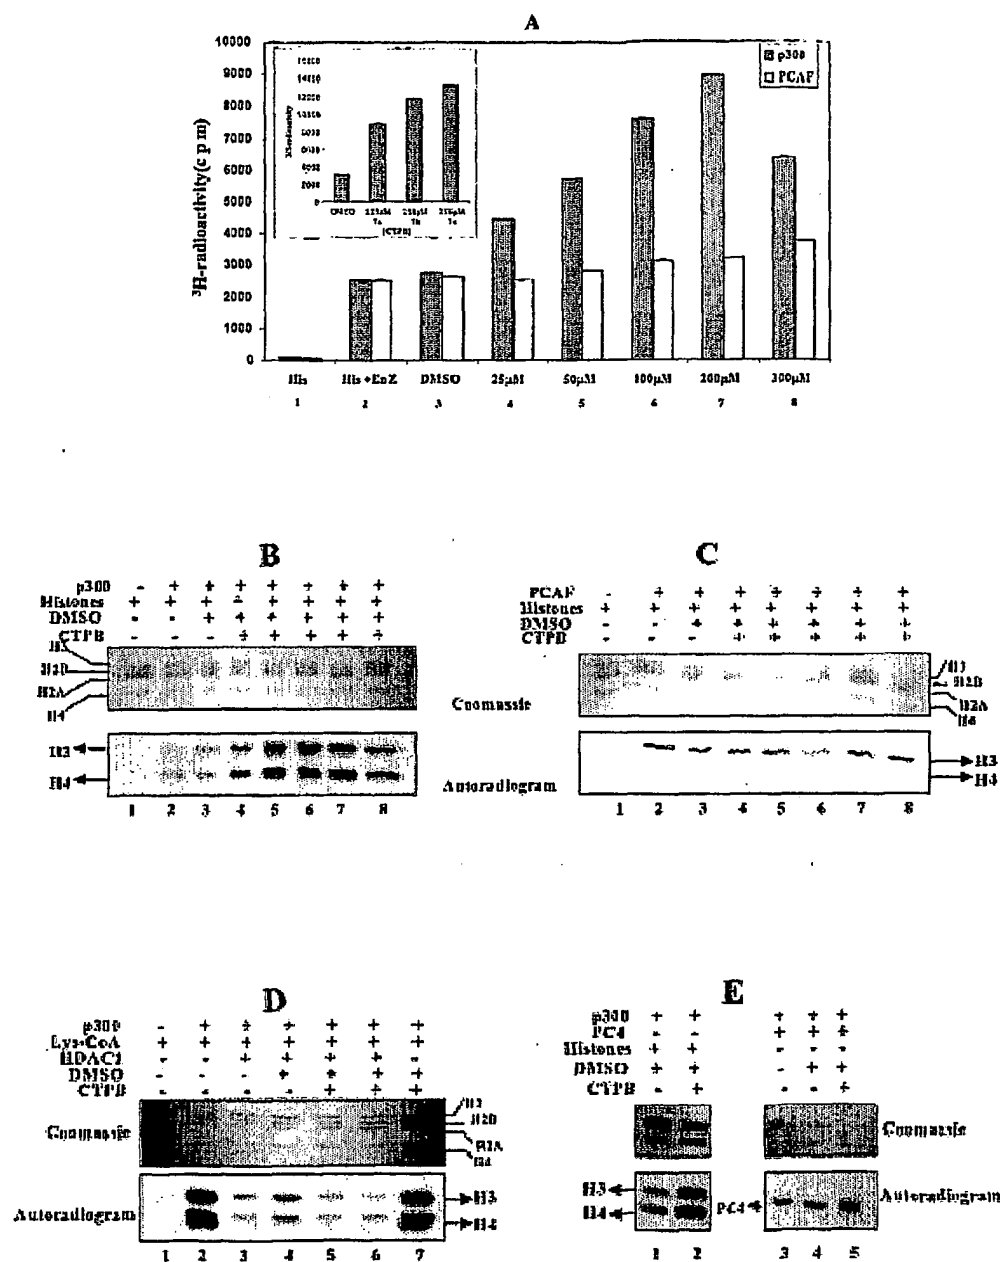 A
10000
9000
8000
7000
6000
5000
4000
3000
2000
1000
0
³H-radioactivity(c p m)
p300
PCAF
DMSO
[CTPB]
His
His +EnZ
DMSO
25µM
50µM
100µM
200µM
300µM
1 2 3 4 5 6 7 8
B
p300 - + + + + + + +
Histones + + + + + + + +
DMSO - - + + + + + +
CTPB - - - + + + + +
H3
H2B
H2A
H4
H3
H4
1 2 3 4 5 6 7 8
Coomassie
Autoradiogram
C
PCAF - + + + + + + +
Histones + + + + + + + +
DMSO - - + + + + + +
CTPB - - - + + + + +
H3
H2B
H2A
H4
H3
H4
1 2 3 4 5 6 7 8
D
p300 - + + + + + +
Lys-CoA + + + + + + +
HDAC1 - - + + + + -
DMSO - - - + + + +
CTPB - - - - + + +
Coomassie
H3
H2B
H2A
H4
Autoradiogram
H3
H4
1 2 3 4 5 6 7
E
p300 + + + + +
PC4 - - + + +
Histones + + - - -
DMSO + + - + +
CTPB - + - - +
Coomassie
H3
H4
PC4
Autoradiogram
1 2 3 4 5